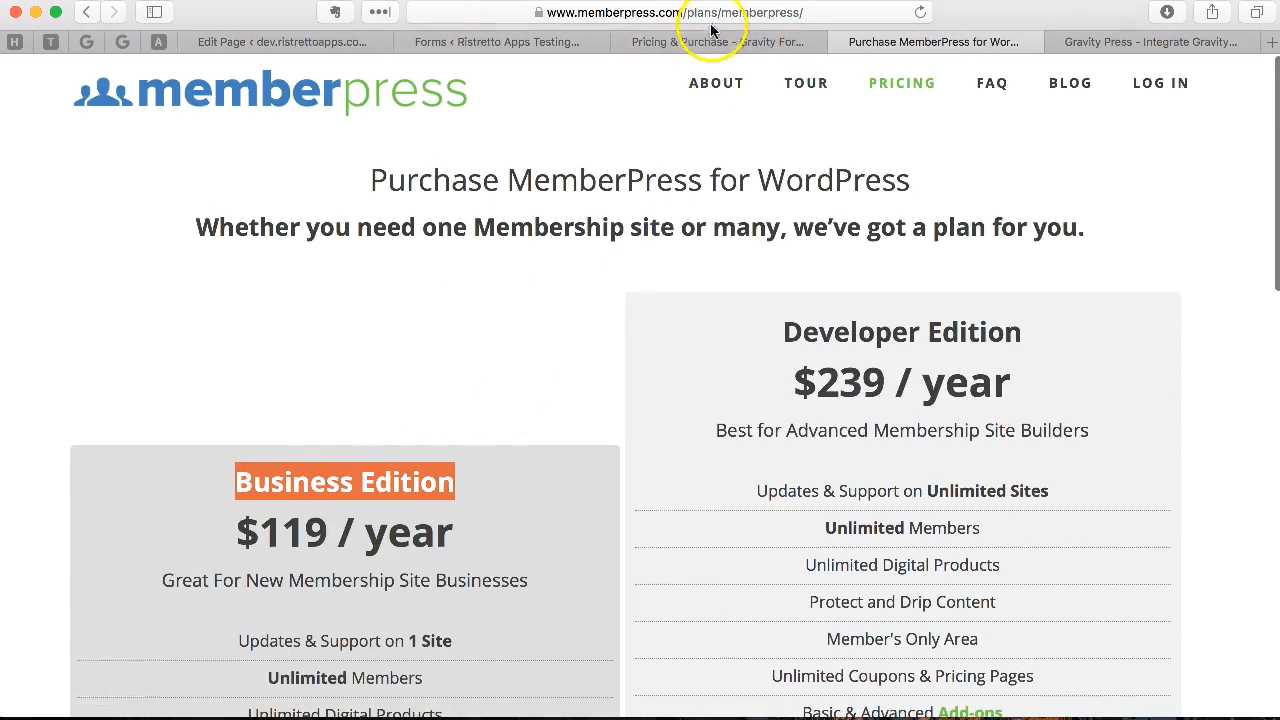 www.memberpress.com/plans/memberpress/
H
T
G
G
A
Edit Page ‹ dev.ristrettoapps.co...
Forms ‹ Ristretto Apps Testing...
Pricing & Purchase - Gravity For...
Purchase MemberPress for Wor...
Gravity Press - Integrate Gravity...
memberpress
ABOUT
TOUR
PRICING
FAQ
BLOG
LOG IN
Purchase MemberPress for WordPress
Whether you need one Membership site or many, we’ve got a plan for you.
Business Edition
$119 / year
Great For New Membership Site Businesses
Updates & Support on 1 Site
Unlimited Members
Unlimited Digital Products
Developer Edition
$239 / year
Best for Advanced Membership Site Builders
Updates & Support on Unlimited Sites
Unlimited Members
Unlimited Digital Products
Protect and Drip Content
Member's Only Area
Unlimited Coupons & Pricing Pages
Basic & Advanced Add-ons